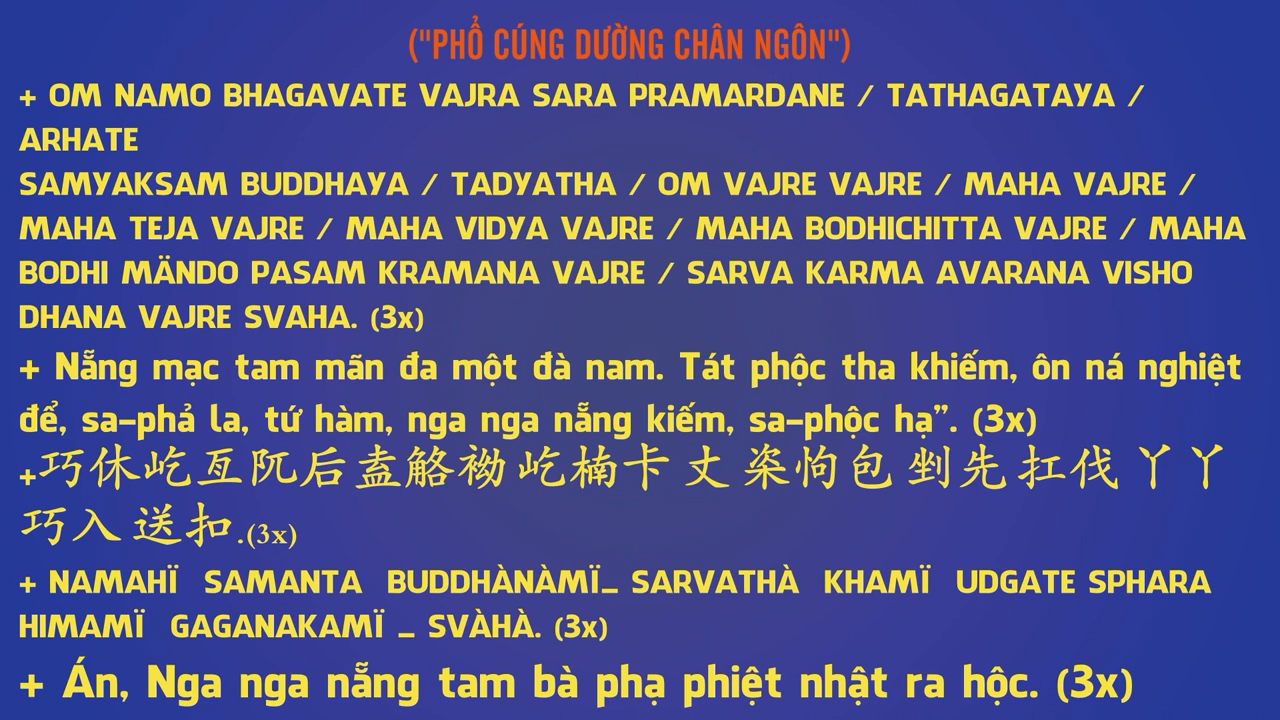 ("PHỔ CÚNG DƯỜNG CHÂN NGÔN")
+ OM NAMO BHAGAVATE VAJRA SARA PRAMARDANE / TATHAGATAYA /
ARHATE
SAMYAKSAM BUDDHAYA / TADYATHA / OM VAJRE VAJRE / MAHA VAJRE /
MAHA TEJA VAJRE / MAHA VIDYA VAJRE / MAHA BODHICHITTA VAJRE / MAHA
BODHI MÄNDO PASAM KRAMANA VAJRE / SARVA KARMA AVARANA VISHO
DHANA VAJRE SVAHA. (3x)
+ Nẵng mạc tam mãn đa một đà nam. Tát phộc tha khiếm, ôn ná nghiệt
để, sa-phả la, tứ hàm, nga nga nẵng kiếm, sa-phộc hạ”. (3x)
+巧休屹亙阢后盍觡袎屹楠卡丈栥怐包剉先扛伐丫丫
巧入送扣.(3x)
+ NAMAHÏ SAMANTA BUDDHÀNÀMÏ_ SARVATHÀ KHAMÏ UDGATE SPHARA
HIMAMÏ GAGANAKAMÏ _ SVÀHÀ. (3x)
+ Án, Nga nga nẵng tam bà phạ phiệt nhật ra hộc. (3x)